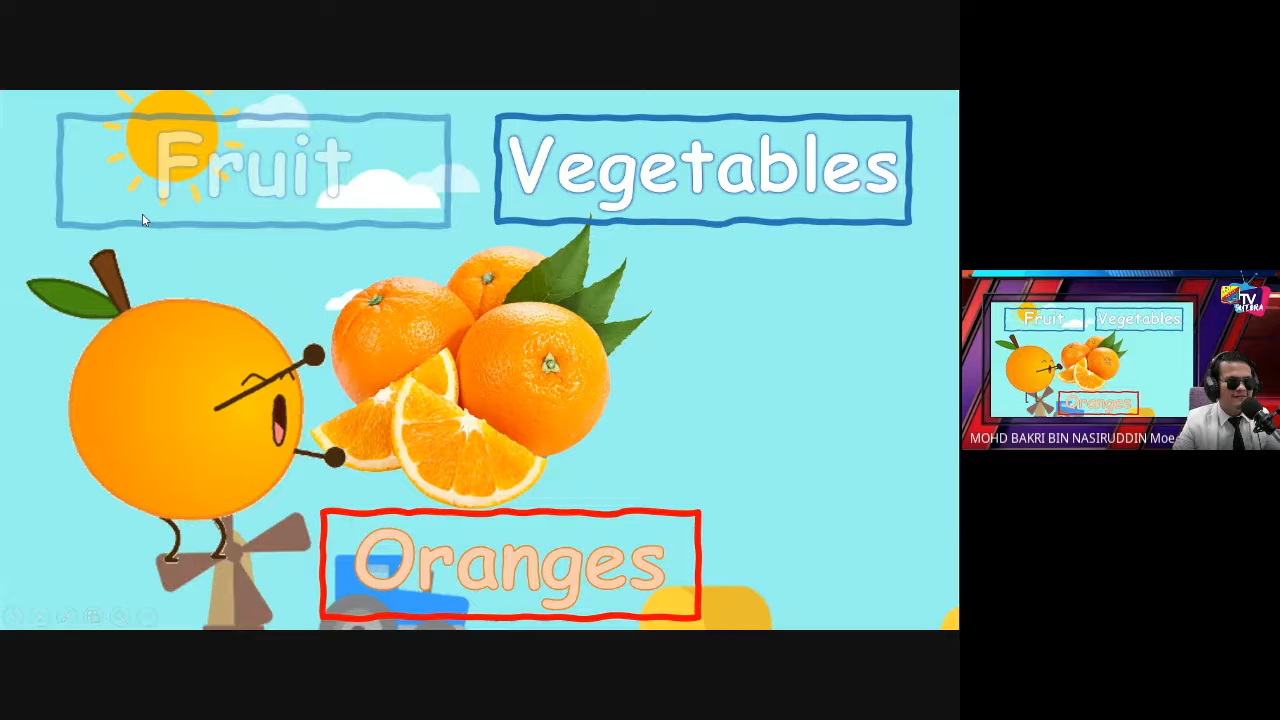 Fruit
Vegetables
Oranges
Fruit
Vegetables
Oranges
TV
MOHD BAKRI BIN NASIRUDDIN Moe